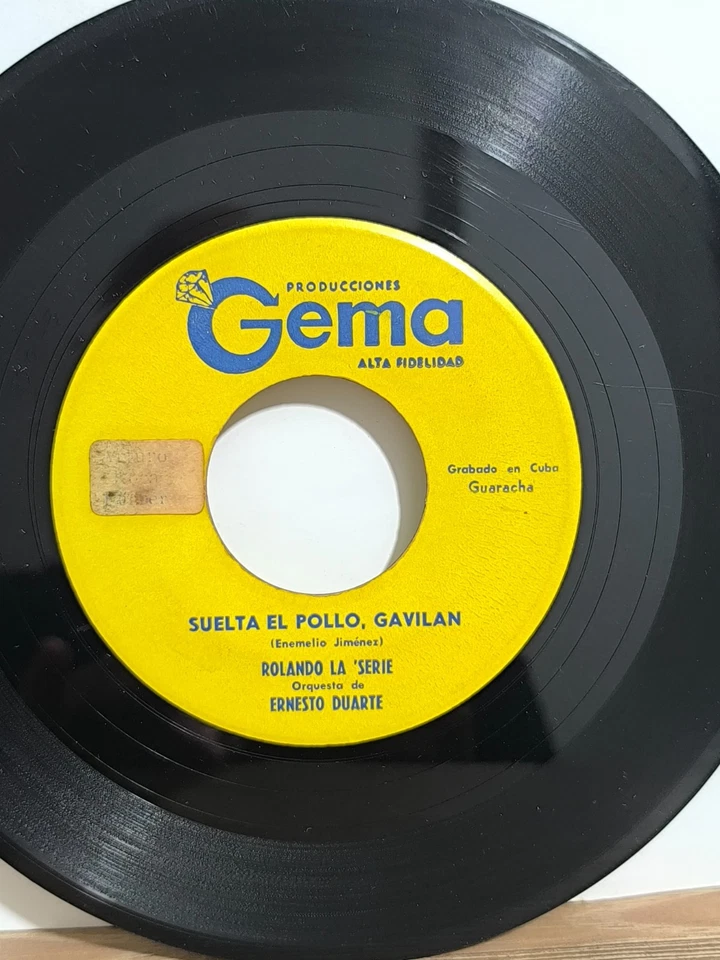 PRODUCCIONES
Gema
ALTA FIDELIDAD
Grabado en Cuba
Guaracha
SUELTA EL POLLO, GAVILAN
(Enemelio Jiménez)
ROLANDO LA 'SERIE
Orquesta de
ERNESTO DUARTE